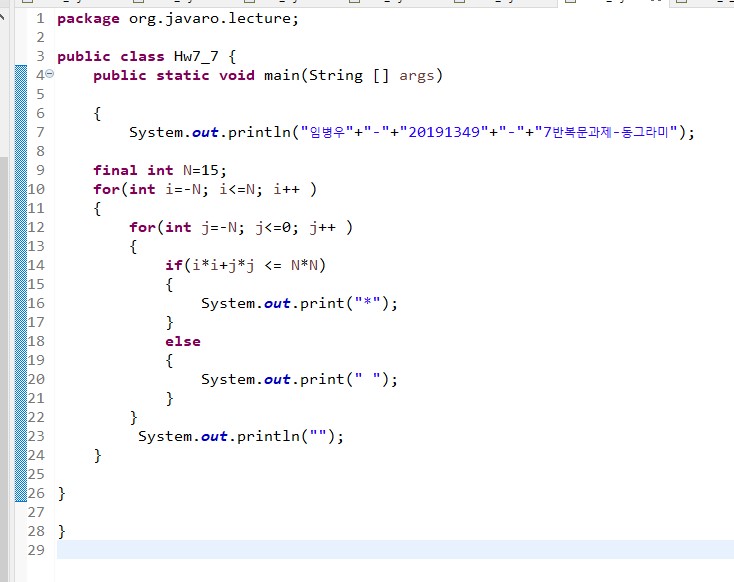 1 package org.javaro.lecture;
2
3 public class Hw7_7 {
4     public static void main(String [] args)
5
6     {
7         System.out.println("임병우"+"-"+"20191349"+"-"+"7반복문과제-동그라미");
8
9     final int N=15;
10     for(int i=-N; i<=N; i++ )
11     {
12         for(int j=-N; j<=0; j++ )
13         {
14             if(i*i+j*j <= N*N)
15             {
16                 System.out.print("*");
17             }
18             else
19             {
20                 System.out.print(" ");
21             }
22         }
23          System.out.println("");
24     }
25
26 }
27
28 }
29